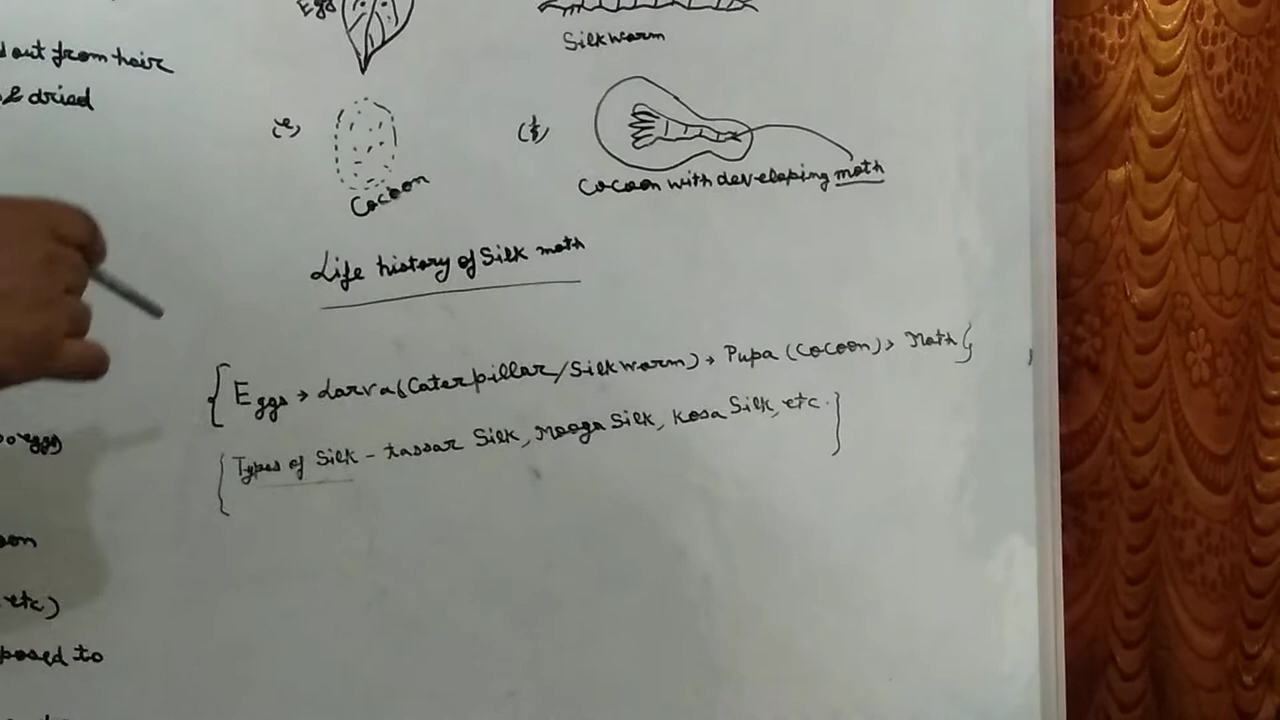 Eggs
Silkworm
out from hair
& dried
(e)
Cocoon
(f)
Cocoon with developing moth
Life history of Silk moth
{ Eggs → Larva (Caterpillar/Silkworm) → Pupa (Cocoon) → Moth }
{ Types of Silk - tassar Silk, Mooga Silk, Kosa Silk, etc. }
eggs
etc)
posed to